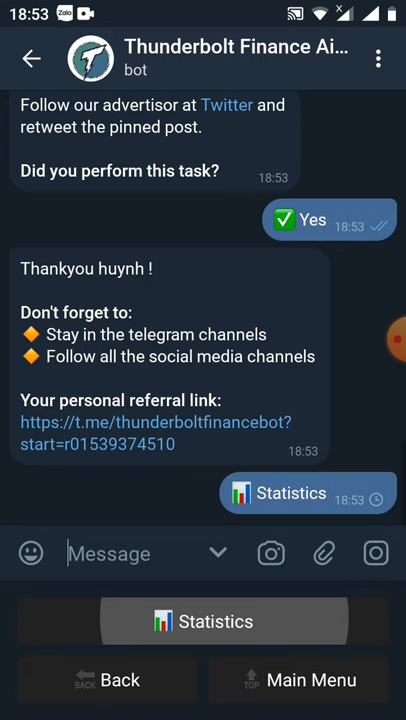 18:53 Zalo
Thunderbolt Finance Ai...
bot
Follow our advertisor at Twitter and
retweet the pinned post.
Did you perform this task?
18:53
✅ Yes 18:53
Thankyou huynh !
Don't forget to:
🔶 Stay in the telegram channels
🔶 Follow all the social media channels
Your personal referral link:
https://t.me/thunderboltfinancebot?
start=r01539374510
18:53
📊 Statistics 18:53
Message
📊 Statistics
BACK Back
TOP Main Menu